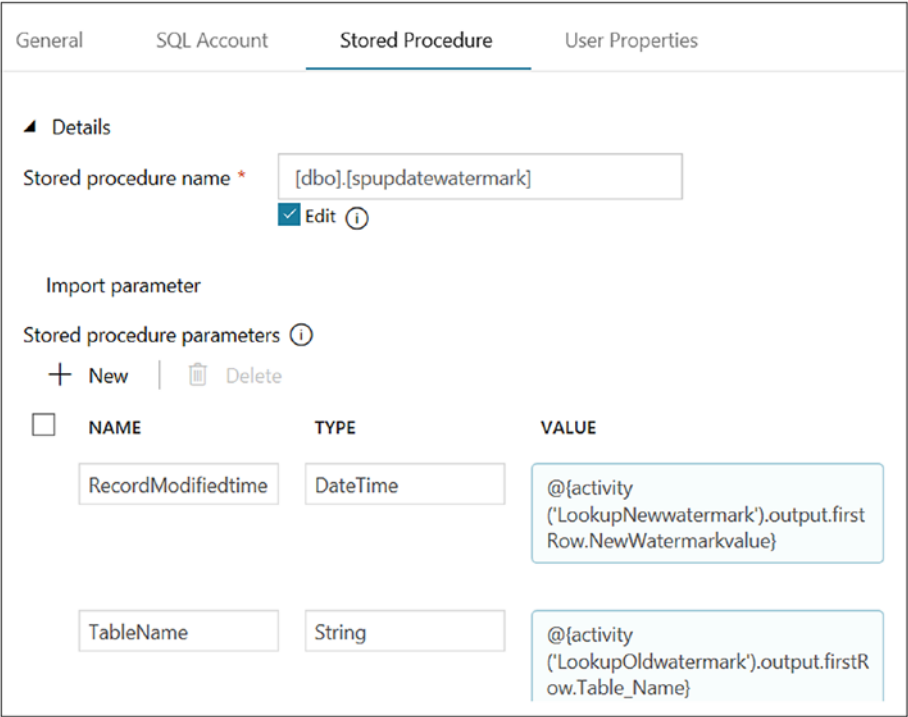 General SQL Account Stored Procedure User Properties
Details
Stored procedure name *
[dbo].[spupdatewatermark]
Edit
Import parameter
Stored procedure parameters
New Delete
NAME TYPE VALUE
RecordModifiedtime DateTime @{activity
('LookupNewwatermark').output.first
Row.NewWatermarkvalue}
TableName String @{activity
('LookupOldwatermark').output.firstR
ow.Table_Name}